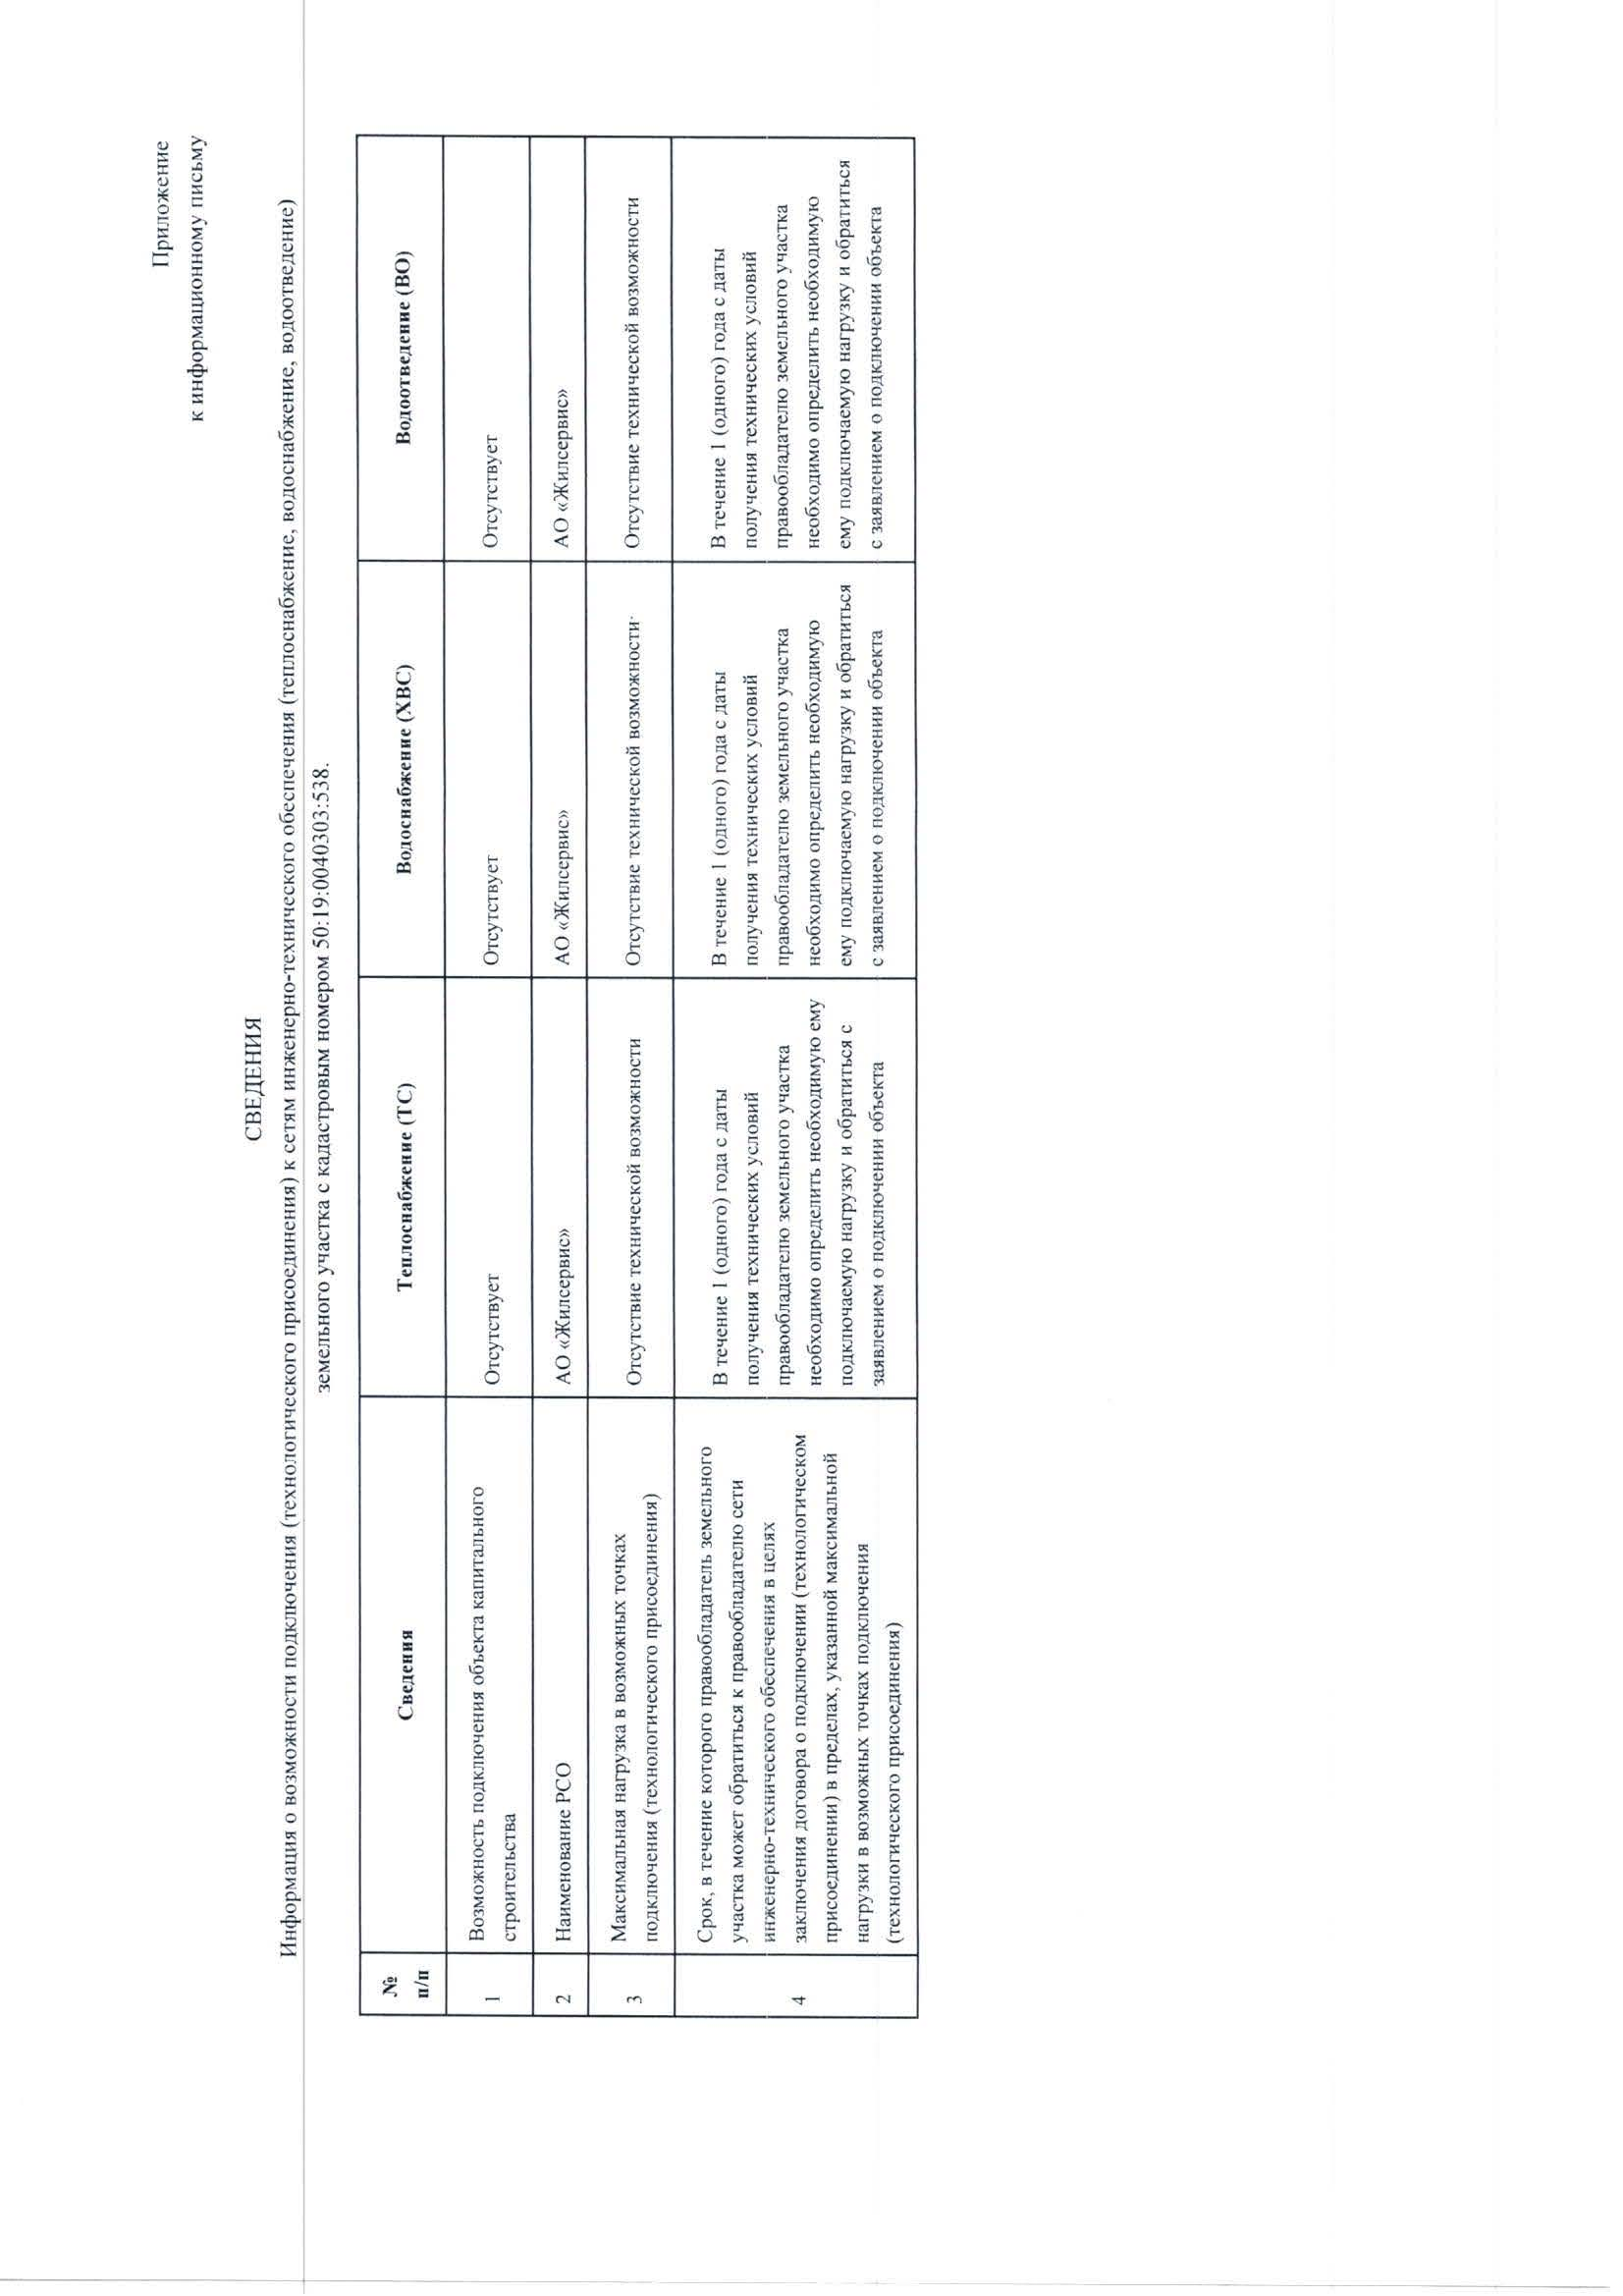 Приложение
к информационному письму
СВЕДЕНИЯ
Информация о возможности подключения (технологического присоединения) к сетям инженерно-технического обеспечения (теплоснабжение, водоснабжение, водоотведение)
земельного участка с кадастровым номером 50:19:0040303:538.
№
п/п
Сведения
Теплоснабжение (ТС)
Водоснабжение (ХВС)
Водоотведение (ВО)
1
Возможность подключения объекта капитального
строительства
Отсутствует
Отсутствует
Отсутствует
2
Наименование РСО
АО «Жилсервис»
АО «Жилсервис»
АО «Жилсервис»
3
Максимальная нагрузка в возможных точках
подключения (технологического присоединения)
Отсутствие технической возможности
Отсутствие технической возможности
Отсутствие технической возможности
4
Срок, в течение которого правообладатель земельного
участка может обратиться к правообладателю сети
инженерно-технического обеспечения в целях
заключения договора о подключении (технологическом
присоединении) в пределах, указанной максимальной
нагрузки в возможных точках подключения
(технологического присоединения)
В течение 1 (одного) года с даты
получения технических условий
правообладателю земельного участка
необходимо определить необходимую ему
подключаемую нагрузку и обратиться с
заявлением о подключении объекта
В течение 1 (одного) года с даты
получения технических условий
правообладателю земельного участка
необходимо определить необходимую
ему подключаемую нагрузку и обратиться
с заявлением о подключении объекта
В течение 1 (одного) года с даты
получения технических условий
правообладателю земельного участка
необходимо определить необходимую
ему подключаемую нагрузку и обратиться
с заявлением о подключении объекта